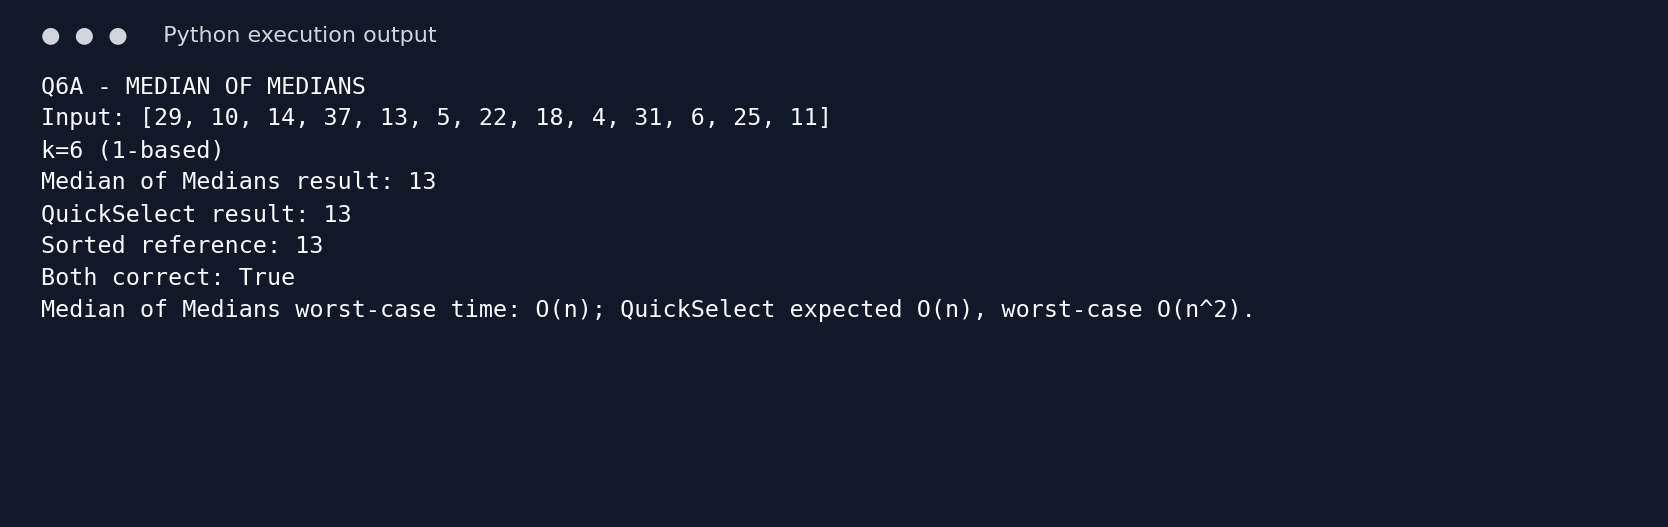 Python execution output
Q6A - MEDIAN OF MEDIANS
Input: [29, 10, 14, 37, 13, 5, 22, 18, 4, 31, 6, 25, 11]
k=6 (1-based)
Median of Medians result: 13
QuickSelect result: 13
Sorted reference: 13
Both correct: True
Median of Medians worst-case time: O(n); QuickSelect expected O(n), worst-case O(n^2).